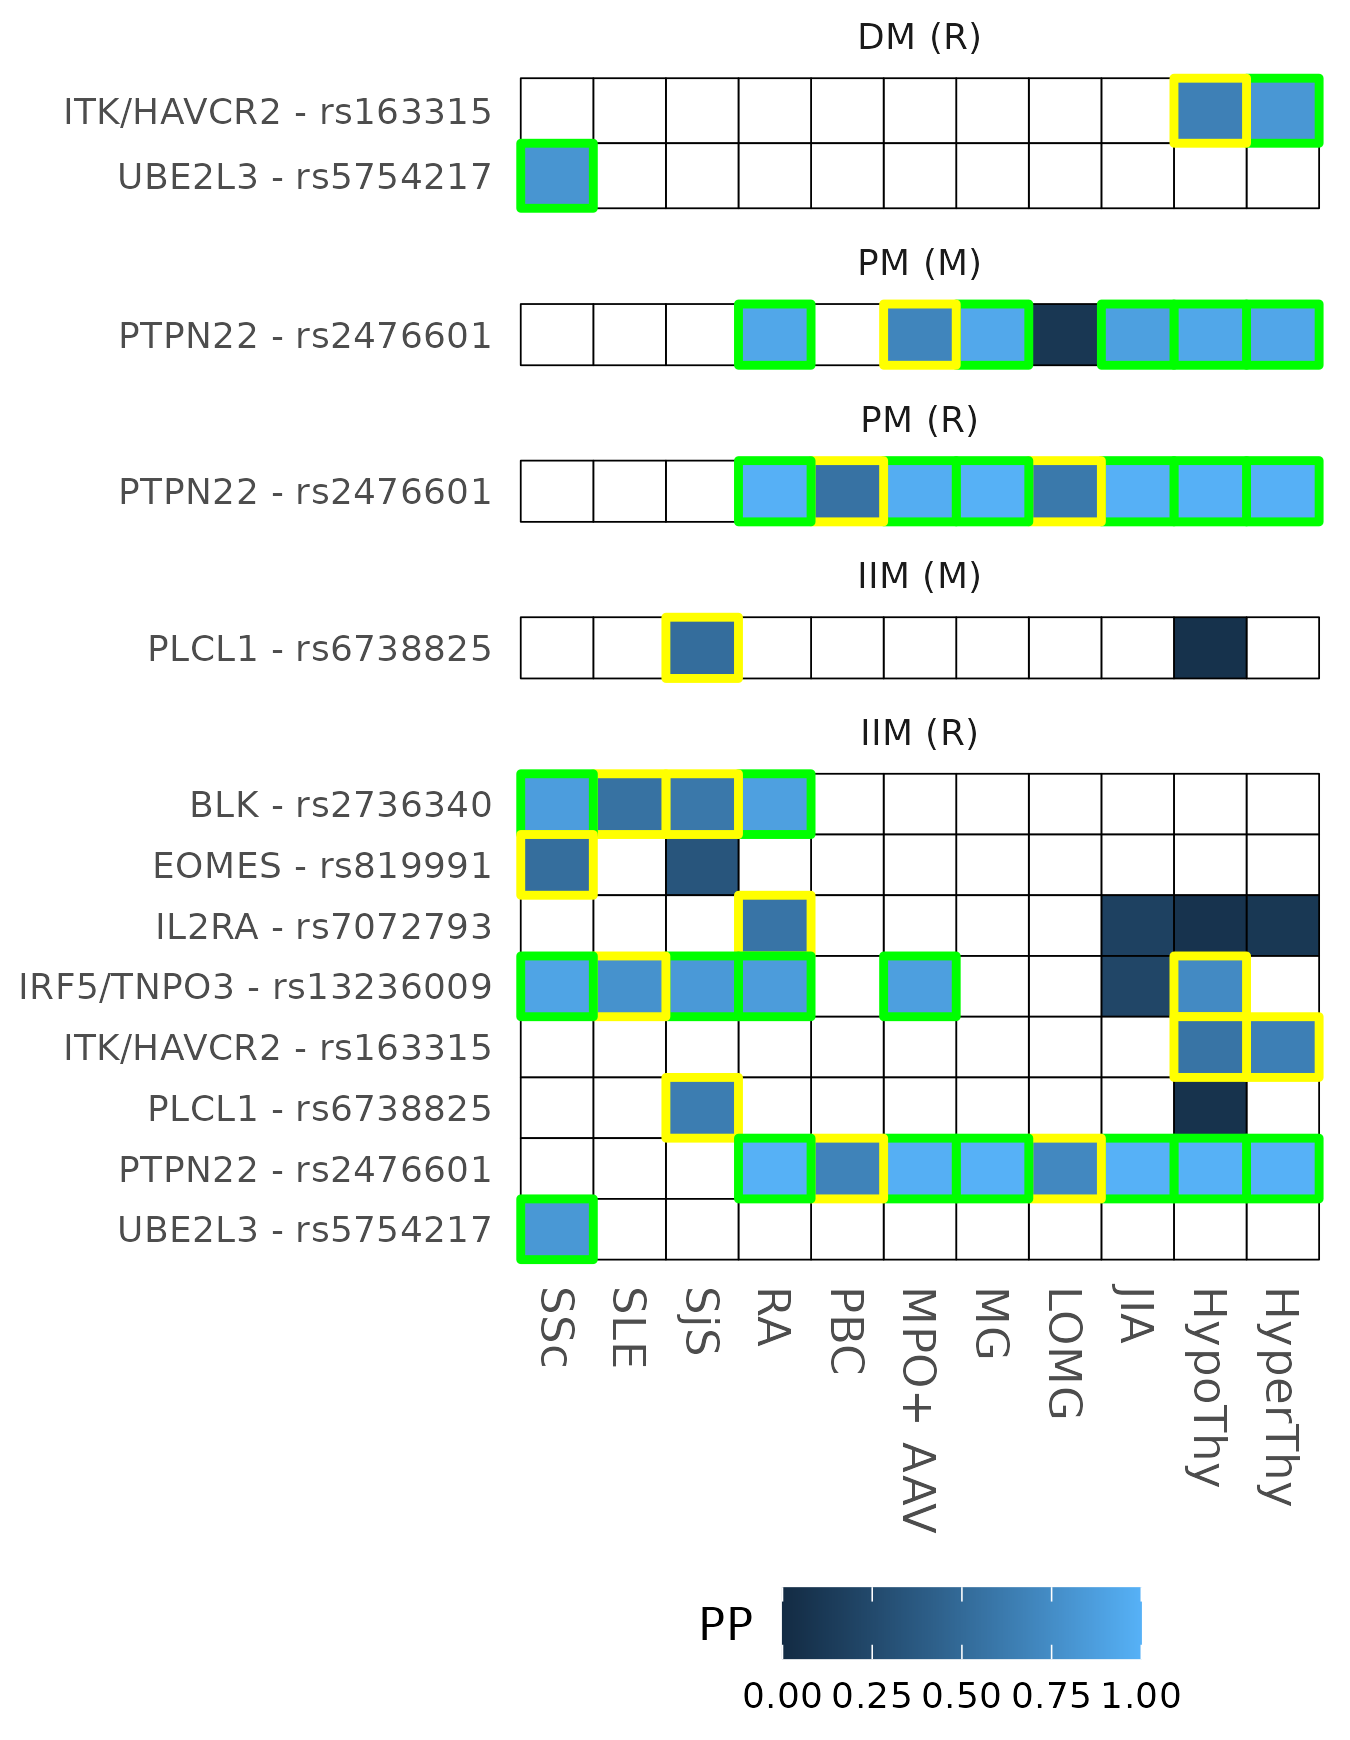 DM (R)
ITK/HAVCR2 - rs163315
UBE2L3 - rs5754217
PM (M)
PTPN22 - rs2476601
PM (R)
PTPN22 - rs2476601
IIM (M)
PLCL1 - rs6738825
IIM (R)
BLK - rs2736340
EOMES - rs819991
IL2RA - rs7072793
IRF5/TNPO3 - rs13236009
ITK/HAVCR2 - rs163315
PLCL1 - rs6738825
PTPN22 - rs2476601
UBE2L3 - rs5754217
SSc
SLE
SjS
RA
PBC
MPO+ AAV
MG
LOMG
JIA
HypoThy
HyperThy
PP
0.00 0.25 0.50 0.75 1.00